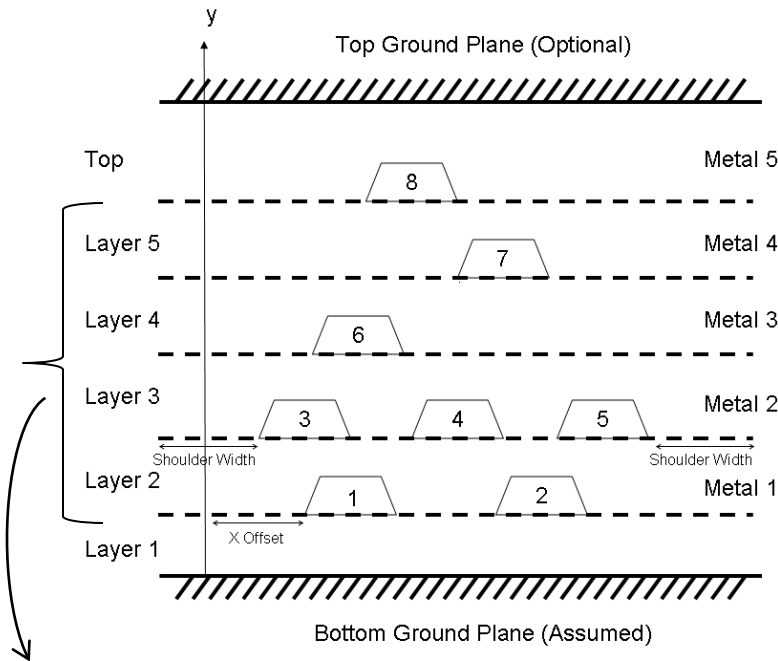 y
Top Ground Plane (Optional)
Top
Metal 5
8
Layer 5
Metal 4
7
Layer 4
Metal 3
6
Layer 3
Metal 2
3
4
5
Shoulder Width
Shoulder Width
Layer 2
Metal 1
1
2
X Offset
Layer 1
Bottom Ground Plane (Assumed)